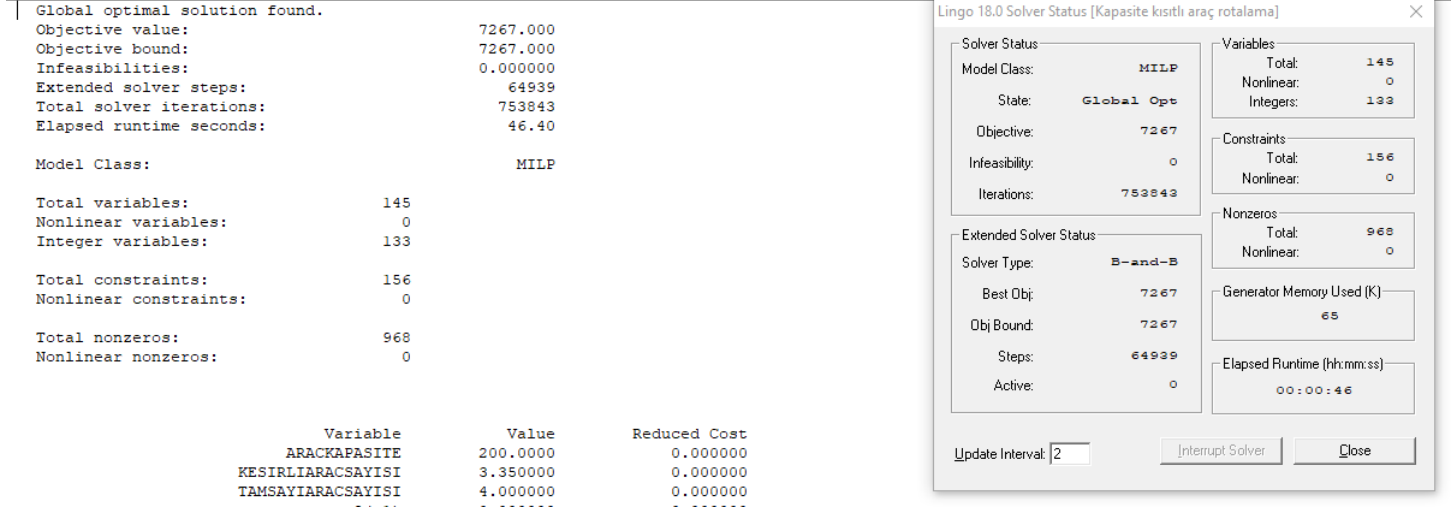 Global optimal solution found.
Objective value: 7267.000
Objective bound: 7267.000
Infeasibilities: 0.000000
Extended solver steps: 64939
Total solver iterations: 753843
Elapsed runtime seconds: 46.40
Model Class: MILP
Total variables: 145
Nonlinear variables: 0
Integer variables: 133
Total constraints: 156
Nonlinear constraints: 0
Total nonzeros: 968
Nonlinear nonzeros: 0
Variable Value Reduced Cost
ARACKAPASITE 200.0000 0.000000
KESIRLIARACSAYISI 3.350000 0.000000
TAMSAYIARACSAYISI 4.000000 0.000000
Lingo 18.0 Solver Status [Kapasite kısıtlı araç rotalama]
Solver Status
Model Class: MILP
State: Global Opt
Objective: 7267
Infeasibility: 0
Iterations: 753843
Extended Solver Status
Solver Type: B-and-B
Best Obj: 7267
Obj Bound: 7267
Steps: 64939
Active: 0
Variables
Total: 145
Nonlinear: 0
Integers: 133
Constraints
Total: 156
Nonlinear: 0
Nonzeros
Total: 968
Nonlinear: 0
Generator Memory Used (K)
65
Elapsed Runtime (hh:mm:ss)
00:00:46
Update Interval: 2
Interrupt Solver
Close